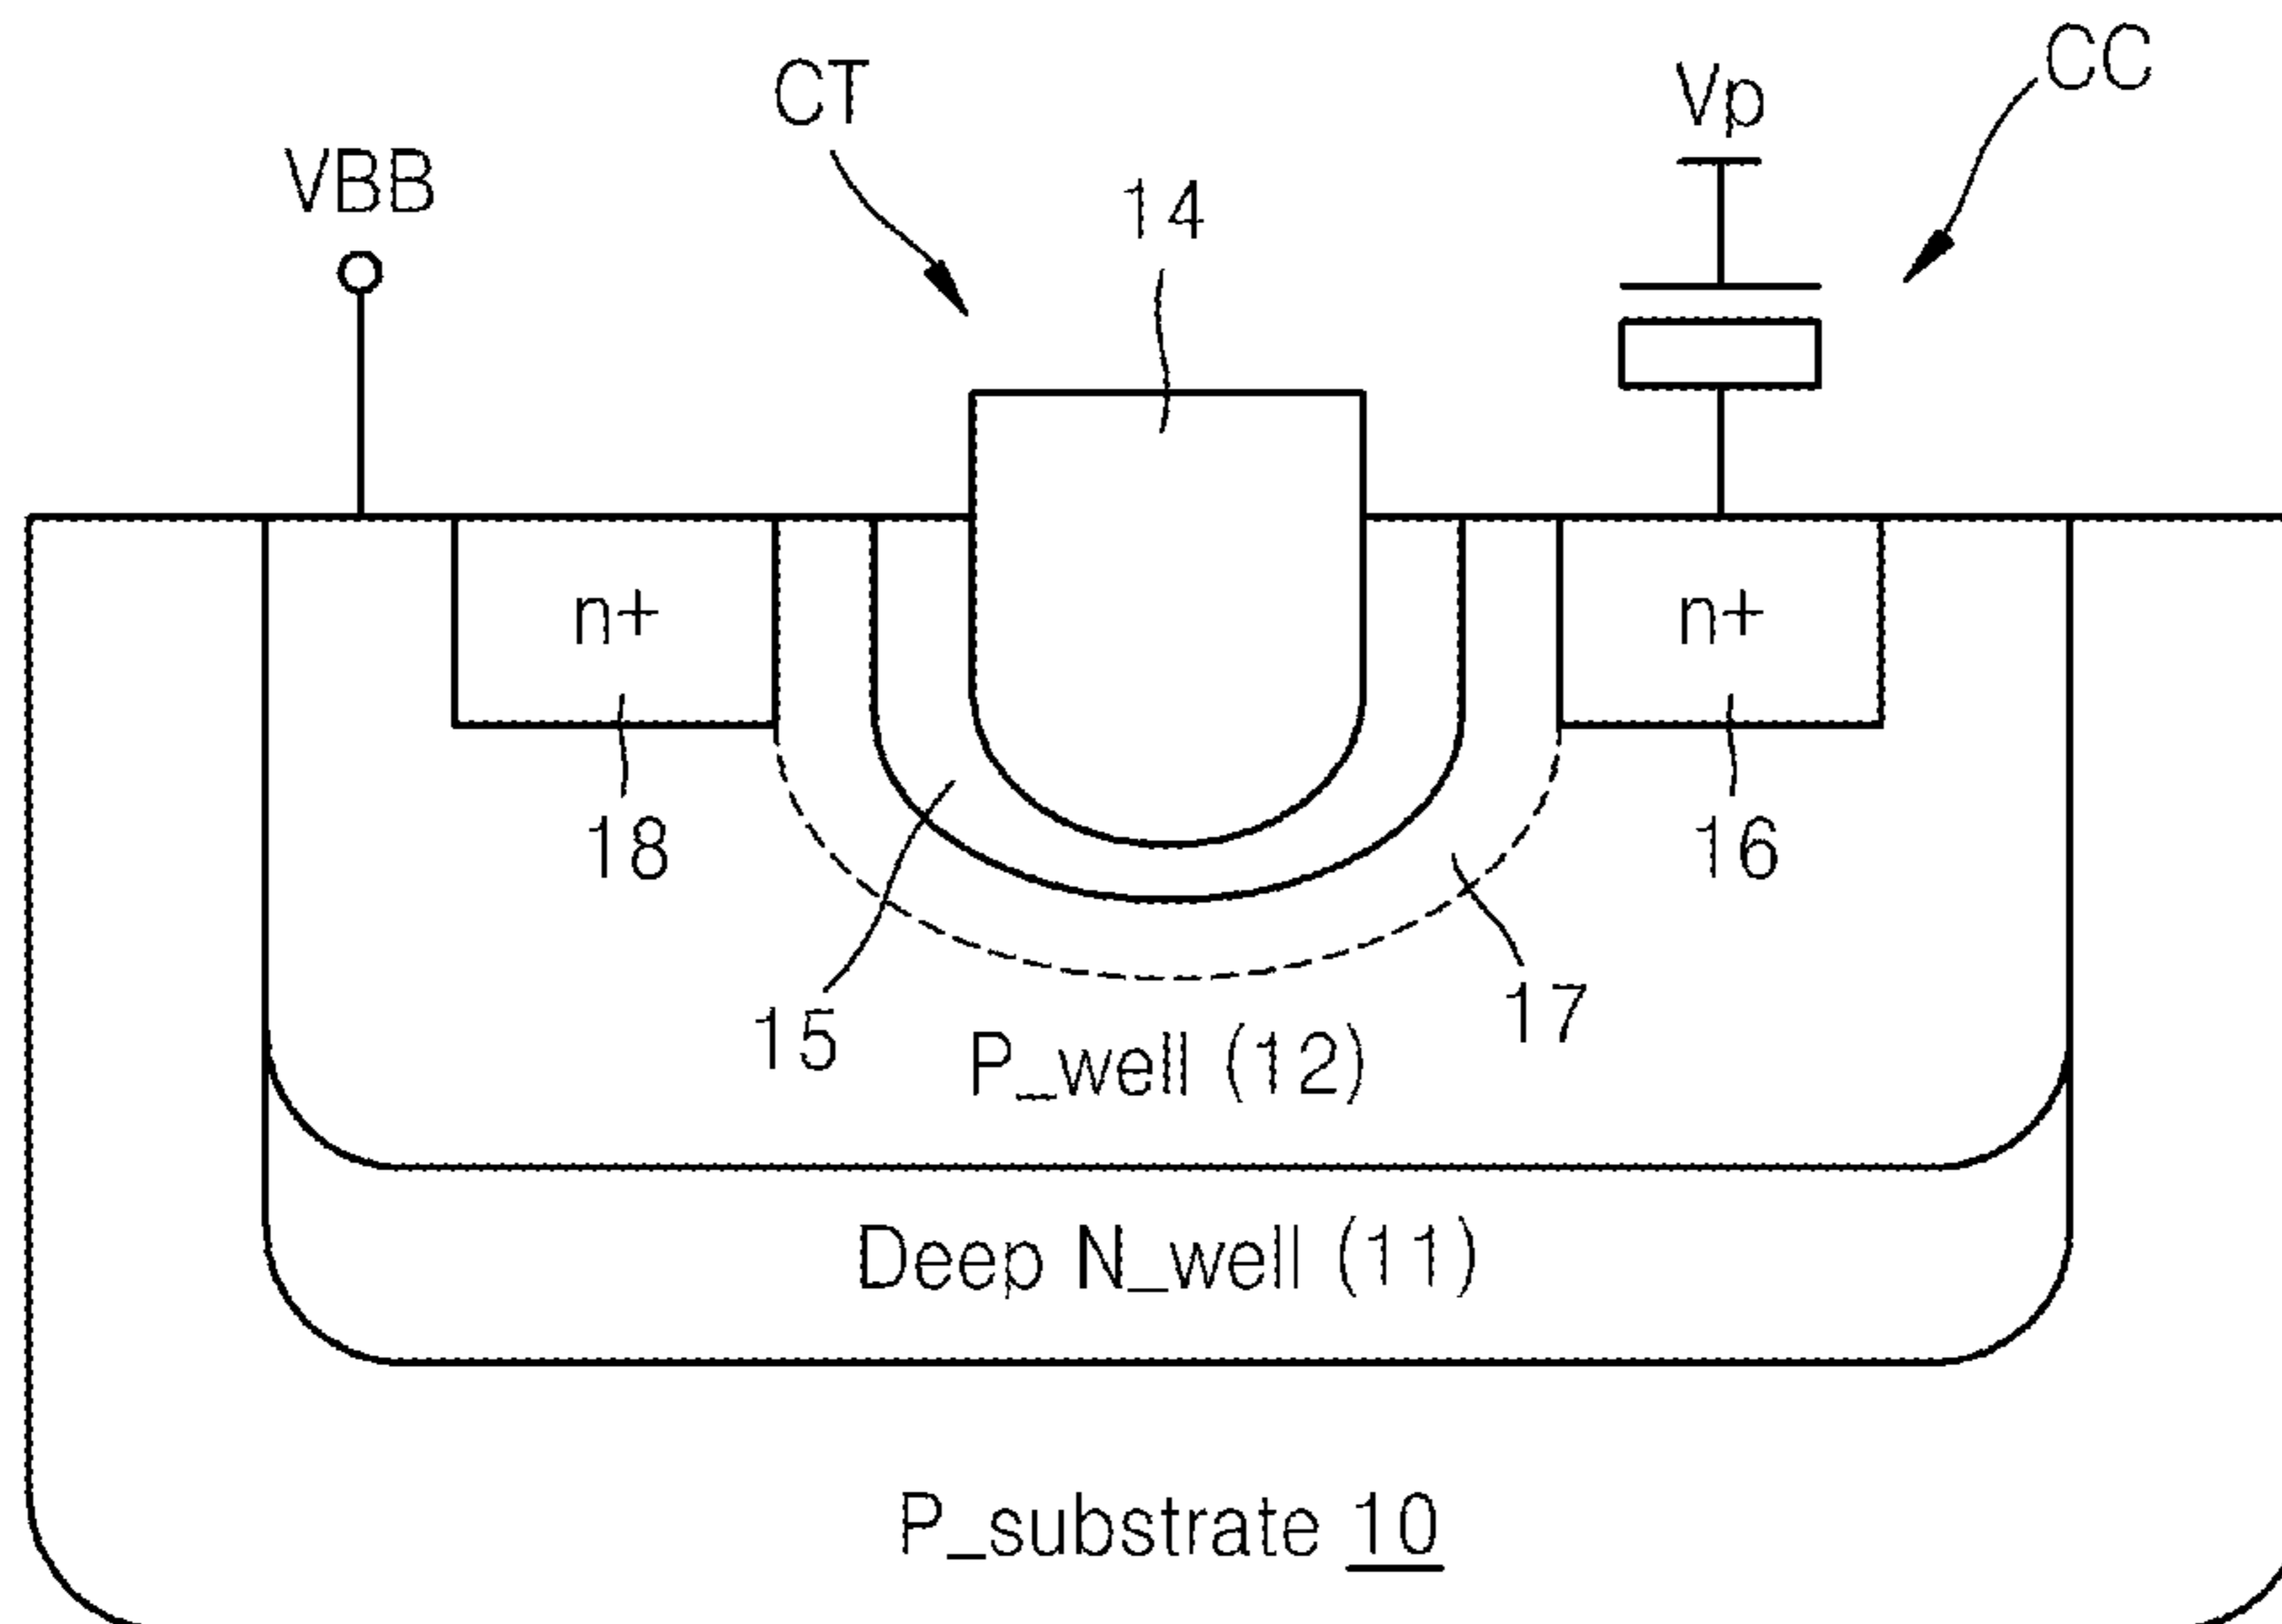 CC
CT
Vp
VBB
14
n+
n+
18
16
15
17
P_well (12)
Deep N_well (11)
P_substrate 10